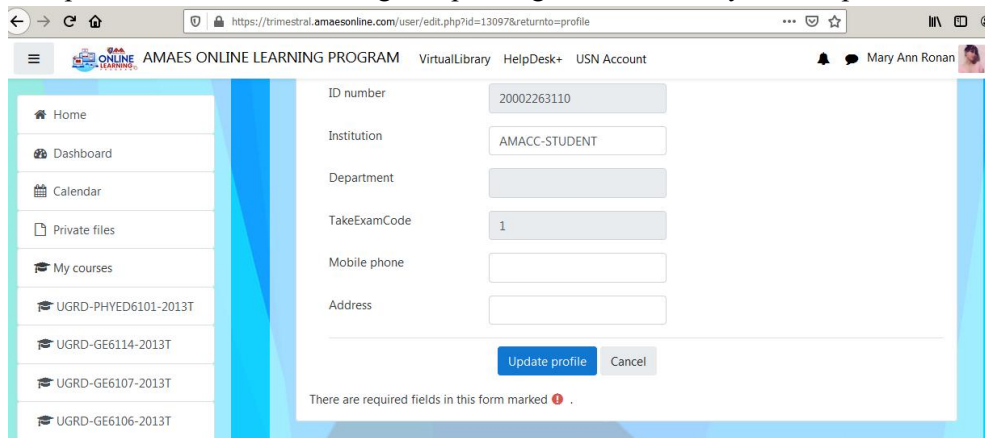 https://trimestral.amaesonline.com/user/edit.php?id=13097&returnto=profile
ONLINE LEARNING AMAES ONLINE LEARNING PROGRAM VirtualLibrary HelpDesk+ USN Account Mary Ann Ronan
Home
Dashboard
Calendar
Private files
My courses
UGRD-PHYED6101-2013T
UGRD-GE6114-2013T
UGRD-GE6107-2013T
UGRD-GE6106-2013T
ID number 20002263110
Institution AMACC-STUDENT
Department
TakeExamCode 1
Mobile phone
Address
Update profile Cancel
There are required fields in this form marked .